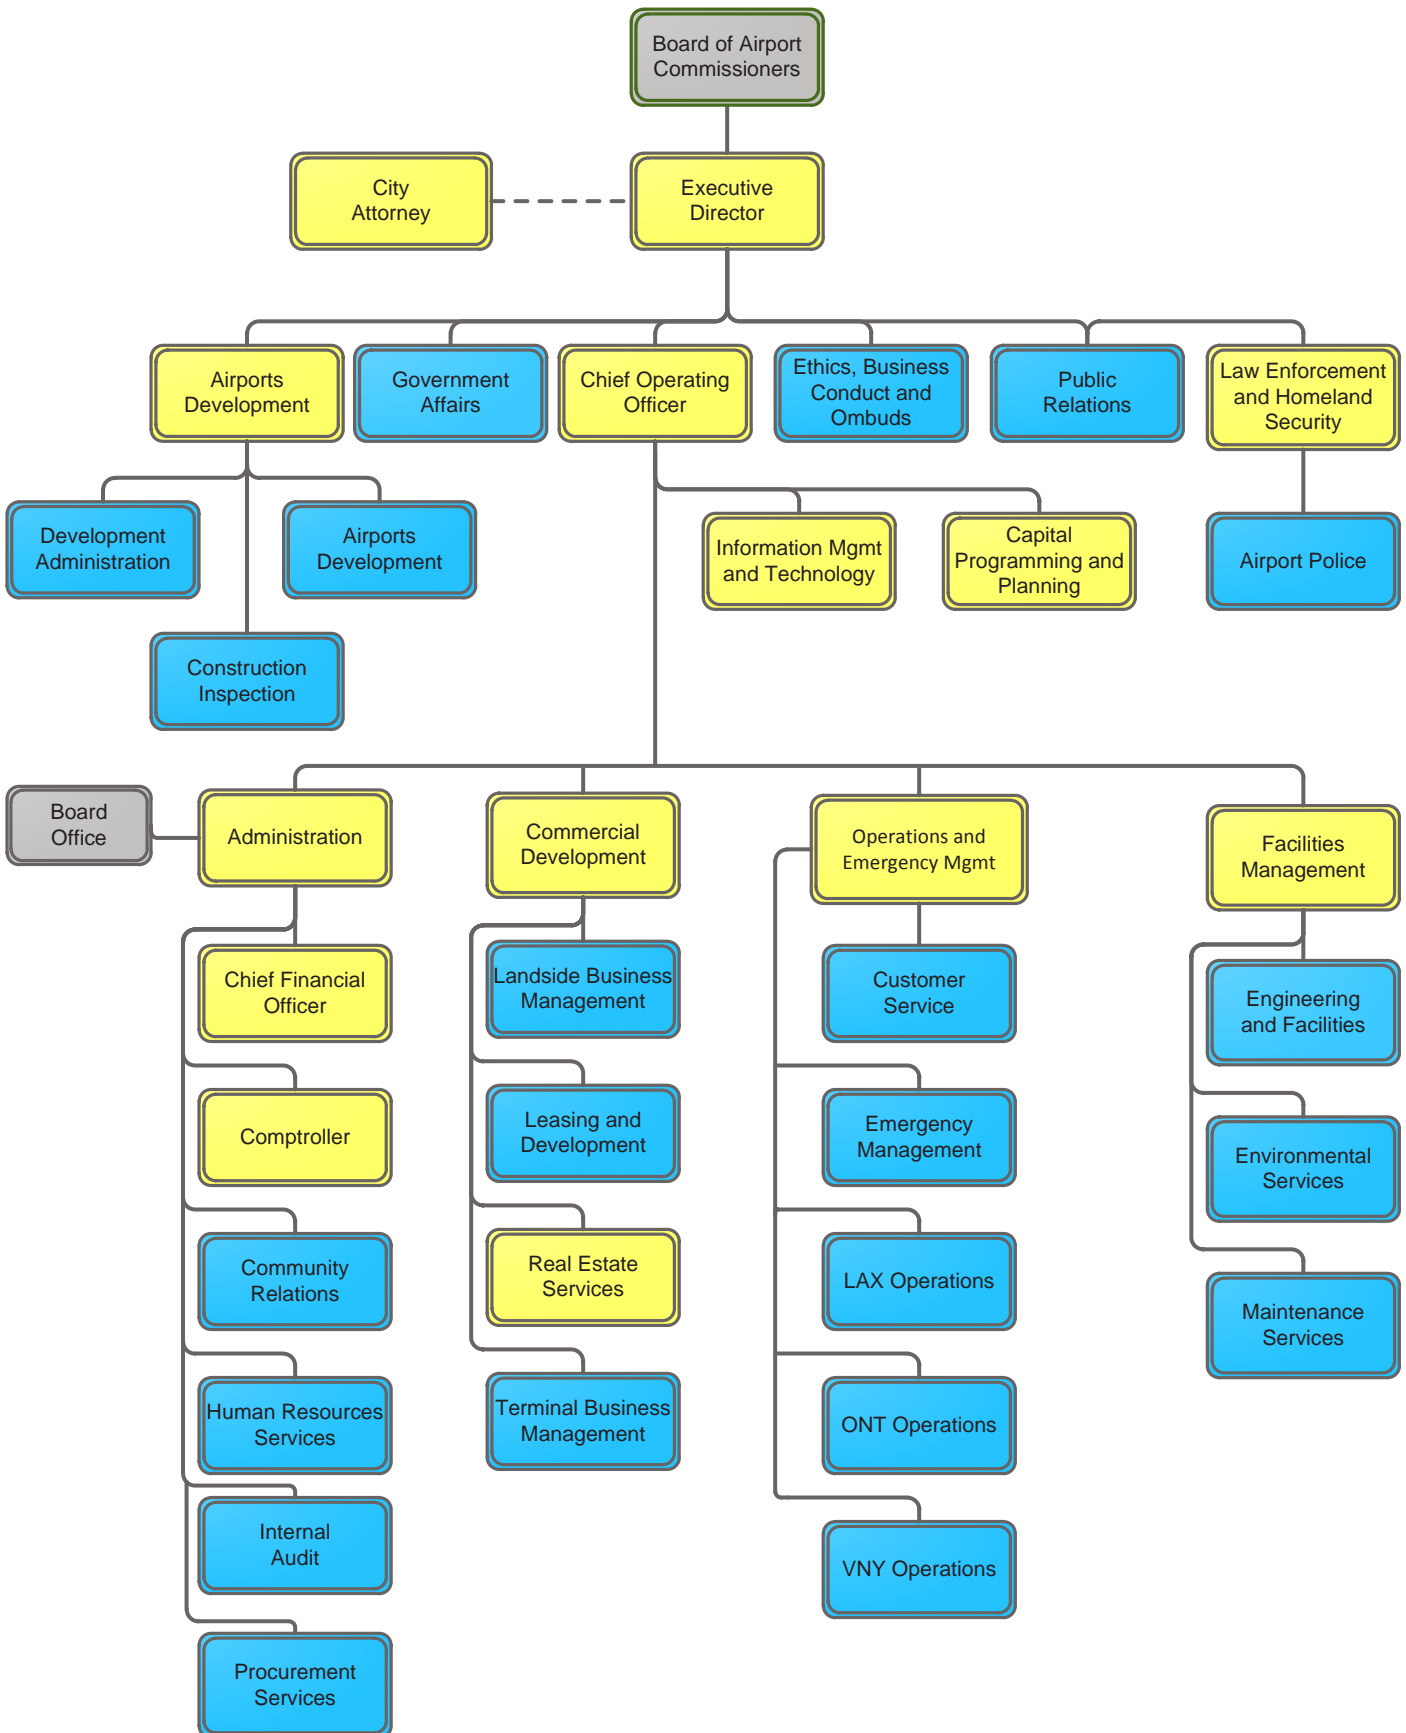 Board of Airport
Commissioners
City
Attorney
Executive
Director
Airports
Development
Government
Affairs
Chief Operating
Officer
Ethics, Business
Conduct and
Ombuds
Public
Relations
Law Enforcement
and Homeland
Security
Development
Administration
Airports
Development
Information Mgmt
and Technology
Capital
Programming and
Planning
Airport Police
Construction
Inspection
Board
Office
Administration
Commercial
Development
Operations and
Emergency Mgmt
Facilities
Management
Chief Financial
Officer
Landside Business
Management
Customer
Service
Engineering
and Facilities
Comptroller
Leasing and
Development
Emergency
Management
Environmental
Services
Community
Relations
Real Estate
Services
LAX Operations
Maintenance
Services
Human Resources
Services
Terminal Business
Management
ONT Operations
Internal
Audit
VNY Operations
Procurement
Services